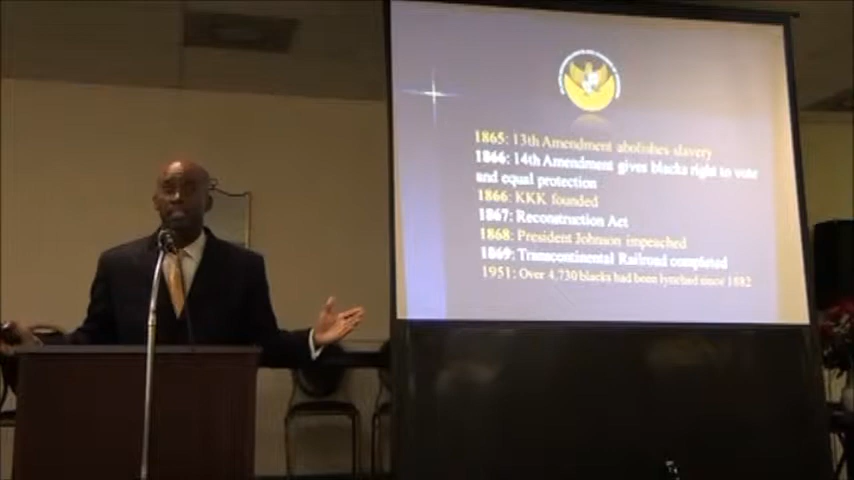 1865: 13th Amendment abolishes slavery
1866: 14th Amendment gives blacks right to vote
and equal protection
1866: KKK founded
1867: Reconstruction Act
1868: President Johnson impeached
1869: Transcontinental Railroad completed
1951: Over 4,730 blacks had been lynched since 1882